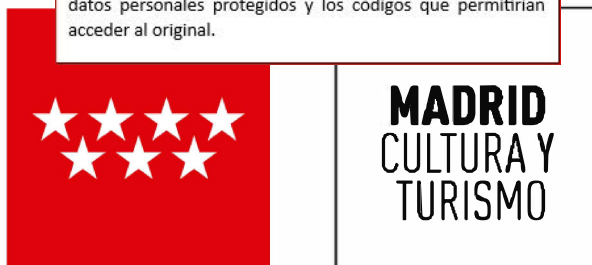 datos personales protegidos y los códigos que permitirían
acceder al original.
MADRID
CULTURA Y
TURISMO